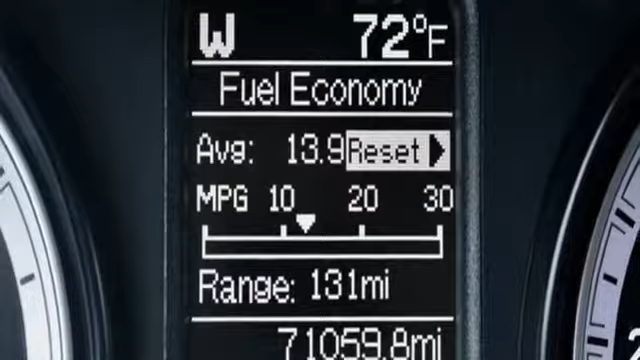 W 72°F
Fuel Economy
Avg: 13.9 Reset
MPG 10 20 30
Range: 131mi
71059.8mi